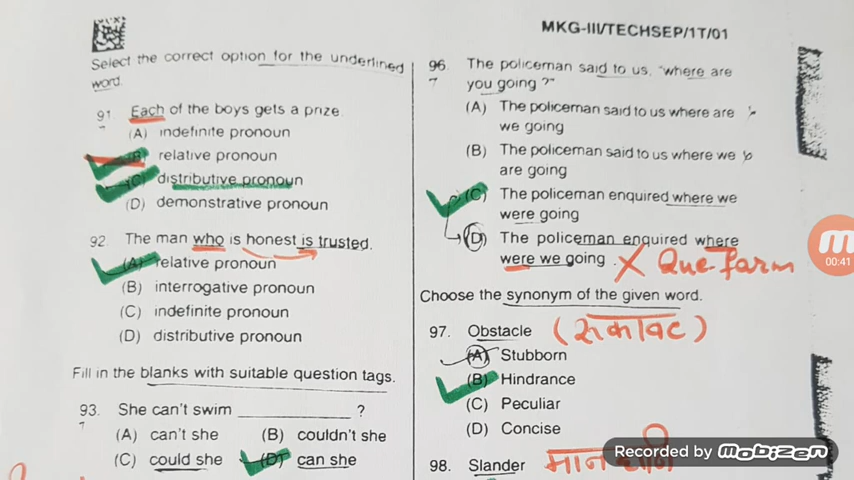 MKG-III/TECHSEP/1T/01
Select the correct option for the underlined
word.
91. Each of the boys gets a prize.
(A) indefinite pronoun
(B) relative pronoun
(C) distributive pronoun
(D) demonstrative pronoun
92. The man who is honest is trusted.
(A) relative pronoun
(B) interrogative pronoun
(C) indefinite pronoun
(D) distributive pronoun
Fill in the blanks with suitable question tags.
93. She can't swim ____________ ?
(A) can't she (B) couldn't she
(C) could she (D) can she
96. The policeman said to us, "where are
you going ?"
(A) The policeman said to us where are
we going
(B) The policeman said to us where we
are going
(C) The policeman enquired where we
were going
(D) The policeman enquired where
were we going. X Que farm
Choose the synonym of the given word.
97. Obstacle (रुकावट)
(A) Stubborn
(B) Hindrance
(C) Peculiar
(D) Concise
98. Slander मानहानि
00:41
Recorded by mobizen